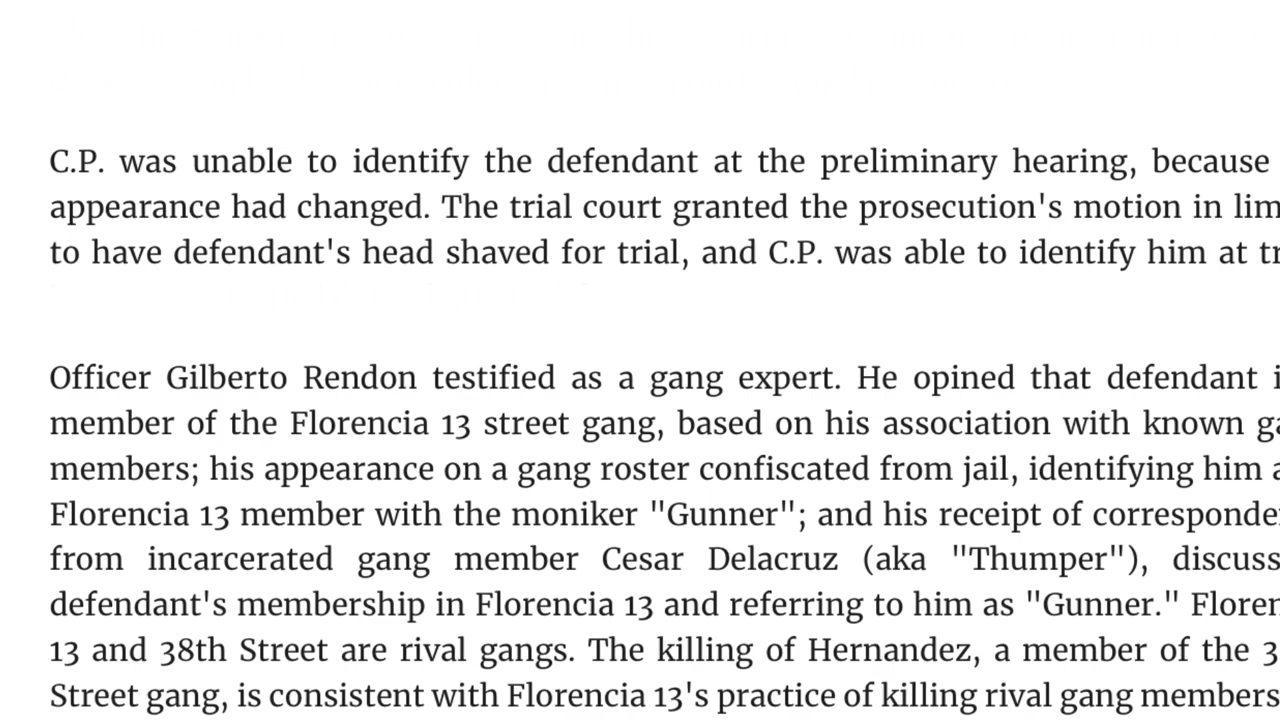 C.P. was unable to identify the defendant at the preliminary hearing, because
appearance had changed. The trial court granted the prosecution's motion in lim
to have defendant's head shaved for trial, and C.P. was able to identify him at tr
Officer Gilberto Rendon testified as a gang expert. He opined that defendant i
member of the Florencia 13 street gang, based on his association with known ga
members; his appearance on a gang roster confiscated from jail, identifying him a
Florencia 13 member with the moniker "Gunner"; and his receipt of corresponde
from incarcerated gang member Cesar Delacruz (aka "Thumper"), discuss
defendant's membership in Florencia 13 and referring to him as "Gunner." Floren
13 and 38th Street are rival gangs. The killing of Hernandez, a member of the 3
Street gang, is consistent with Florencia 13's practice of killing rival gang members